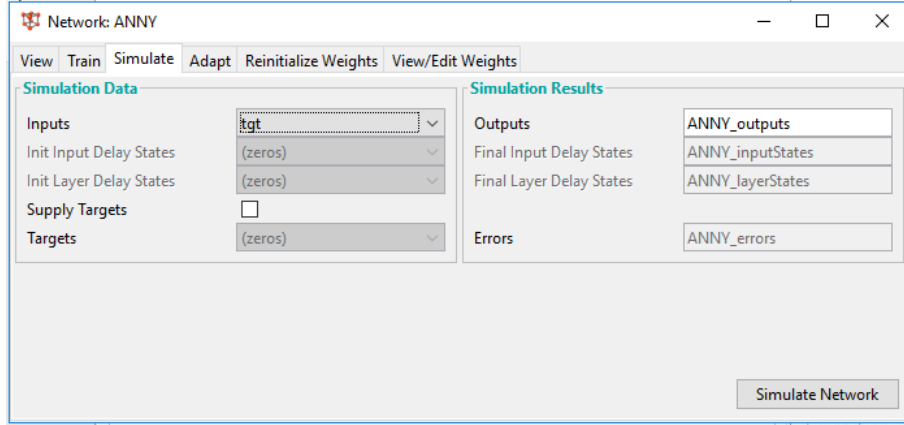 Network: ANNY
View Train Simulate Adapt Reinitialize Weights View/Edit Weights
Simulation Data
Inputs tgt
Init Input Delay States (zeros)
Init Layer Delay States (zeros)
Supply Targets
Targets (zeros)
Simulation Results
Outputs ANNY_outputs
Final Input Delay States ANNY_inputStates
Final Layer Delay States ANNY_layerStates
Errors ANNY_errors
Simulate Network